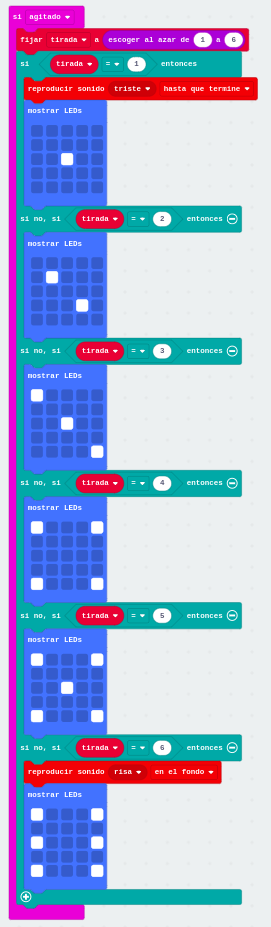 si agitado
fijar tirada a escoger al azar de 1 a 6
si tirada = 1 entonces
reproducir sonido triste hasta que termine
mostrar LEDs
si no, si tirada = 2 entonces
mostrar LEDs
si no, si tirada = 3 entonces
mostrar LEDs
si no, si tirada = 4 entonces
mostrar LEDs
si no, si tirada = 5 entonces
mostrar LEDs
si no, si tirada = 6 entonces
reproducir sonido risa en el fondo
mostrar LEDs